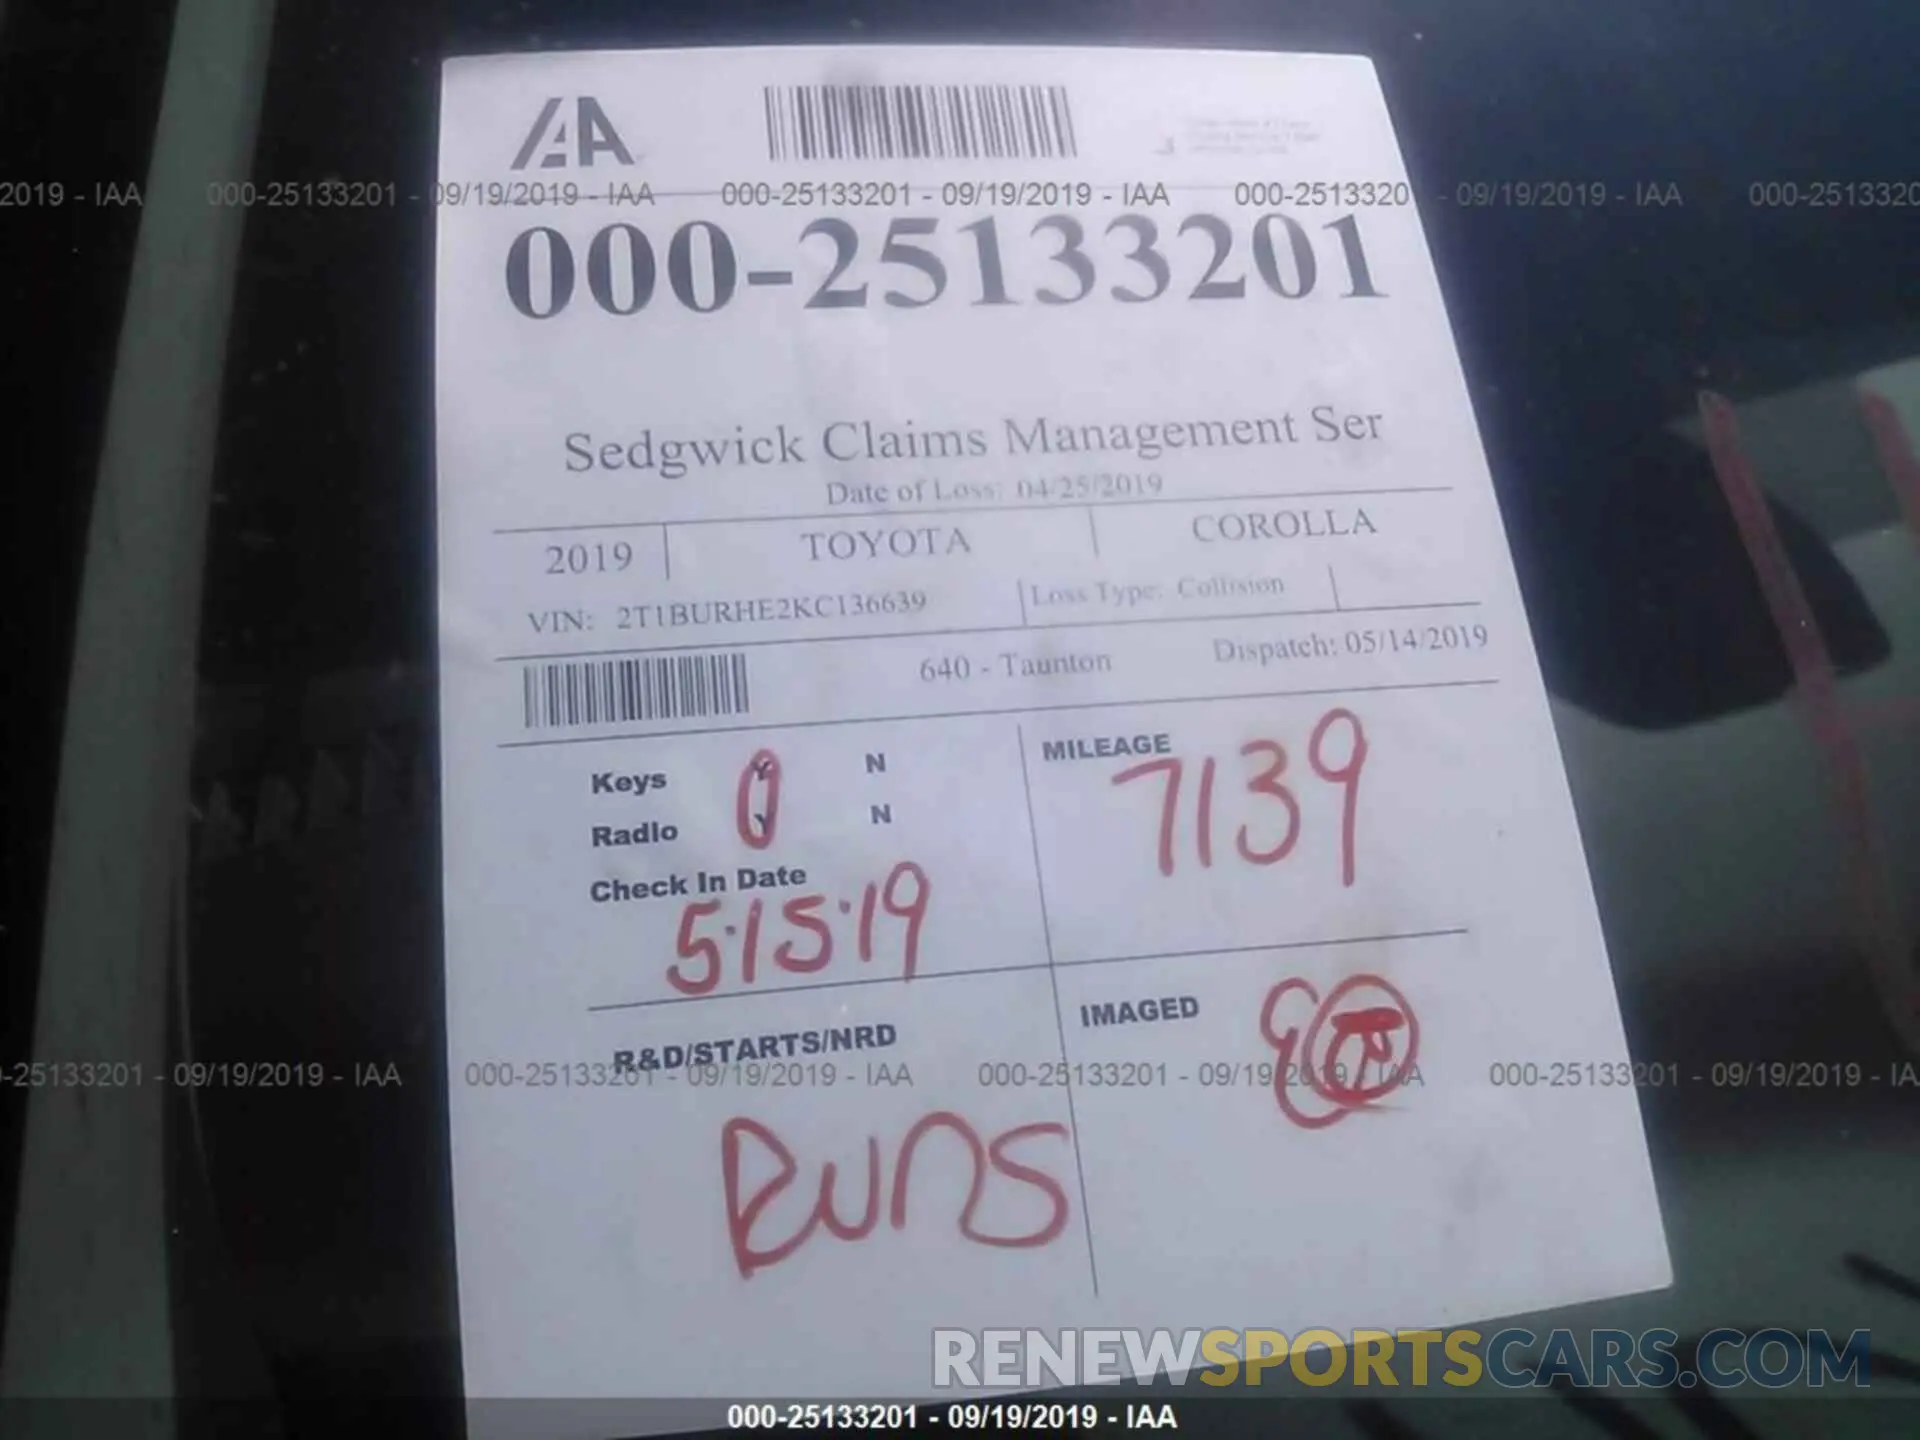 IAA
2019 - IAA 000-25133201 - 09/19/2019 - IAA 000-25133201 - 09/19/2019 - IAA 000-25133201 - 09/19/2019 - IAA 000-2513320
000-25133201
Sedgwick Claims Management Ser
Date of Loss: 04/25/2019
2019 TOYOTA COROLLA
VIN: 2T1BURHE2KC136639 Loss Type: Collision
640 - Taunton Dispatch: 05/14/2019
Keys Y N
Radio Y N
MILEAGE
7139
Check In Date
5·15·19
R&D/STARTS/NRD
IMAGED
-25133201 - 09/19/2019 - IAA 000-25133201 - 09/19/2019 - IAA 000-25133201 - 09/19/2019 - IAA 000-25133201 - 09/19/2019 - IA
Runs
RENEWSPORTSCARS.COM
000-25133201 - 09/19/2019 - IAA